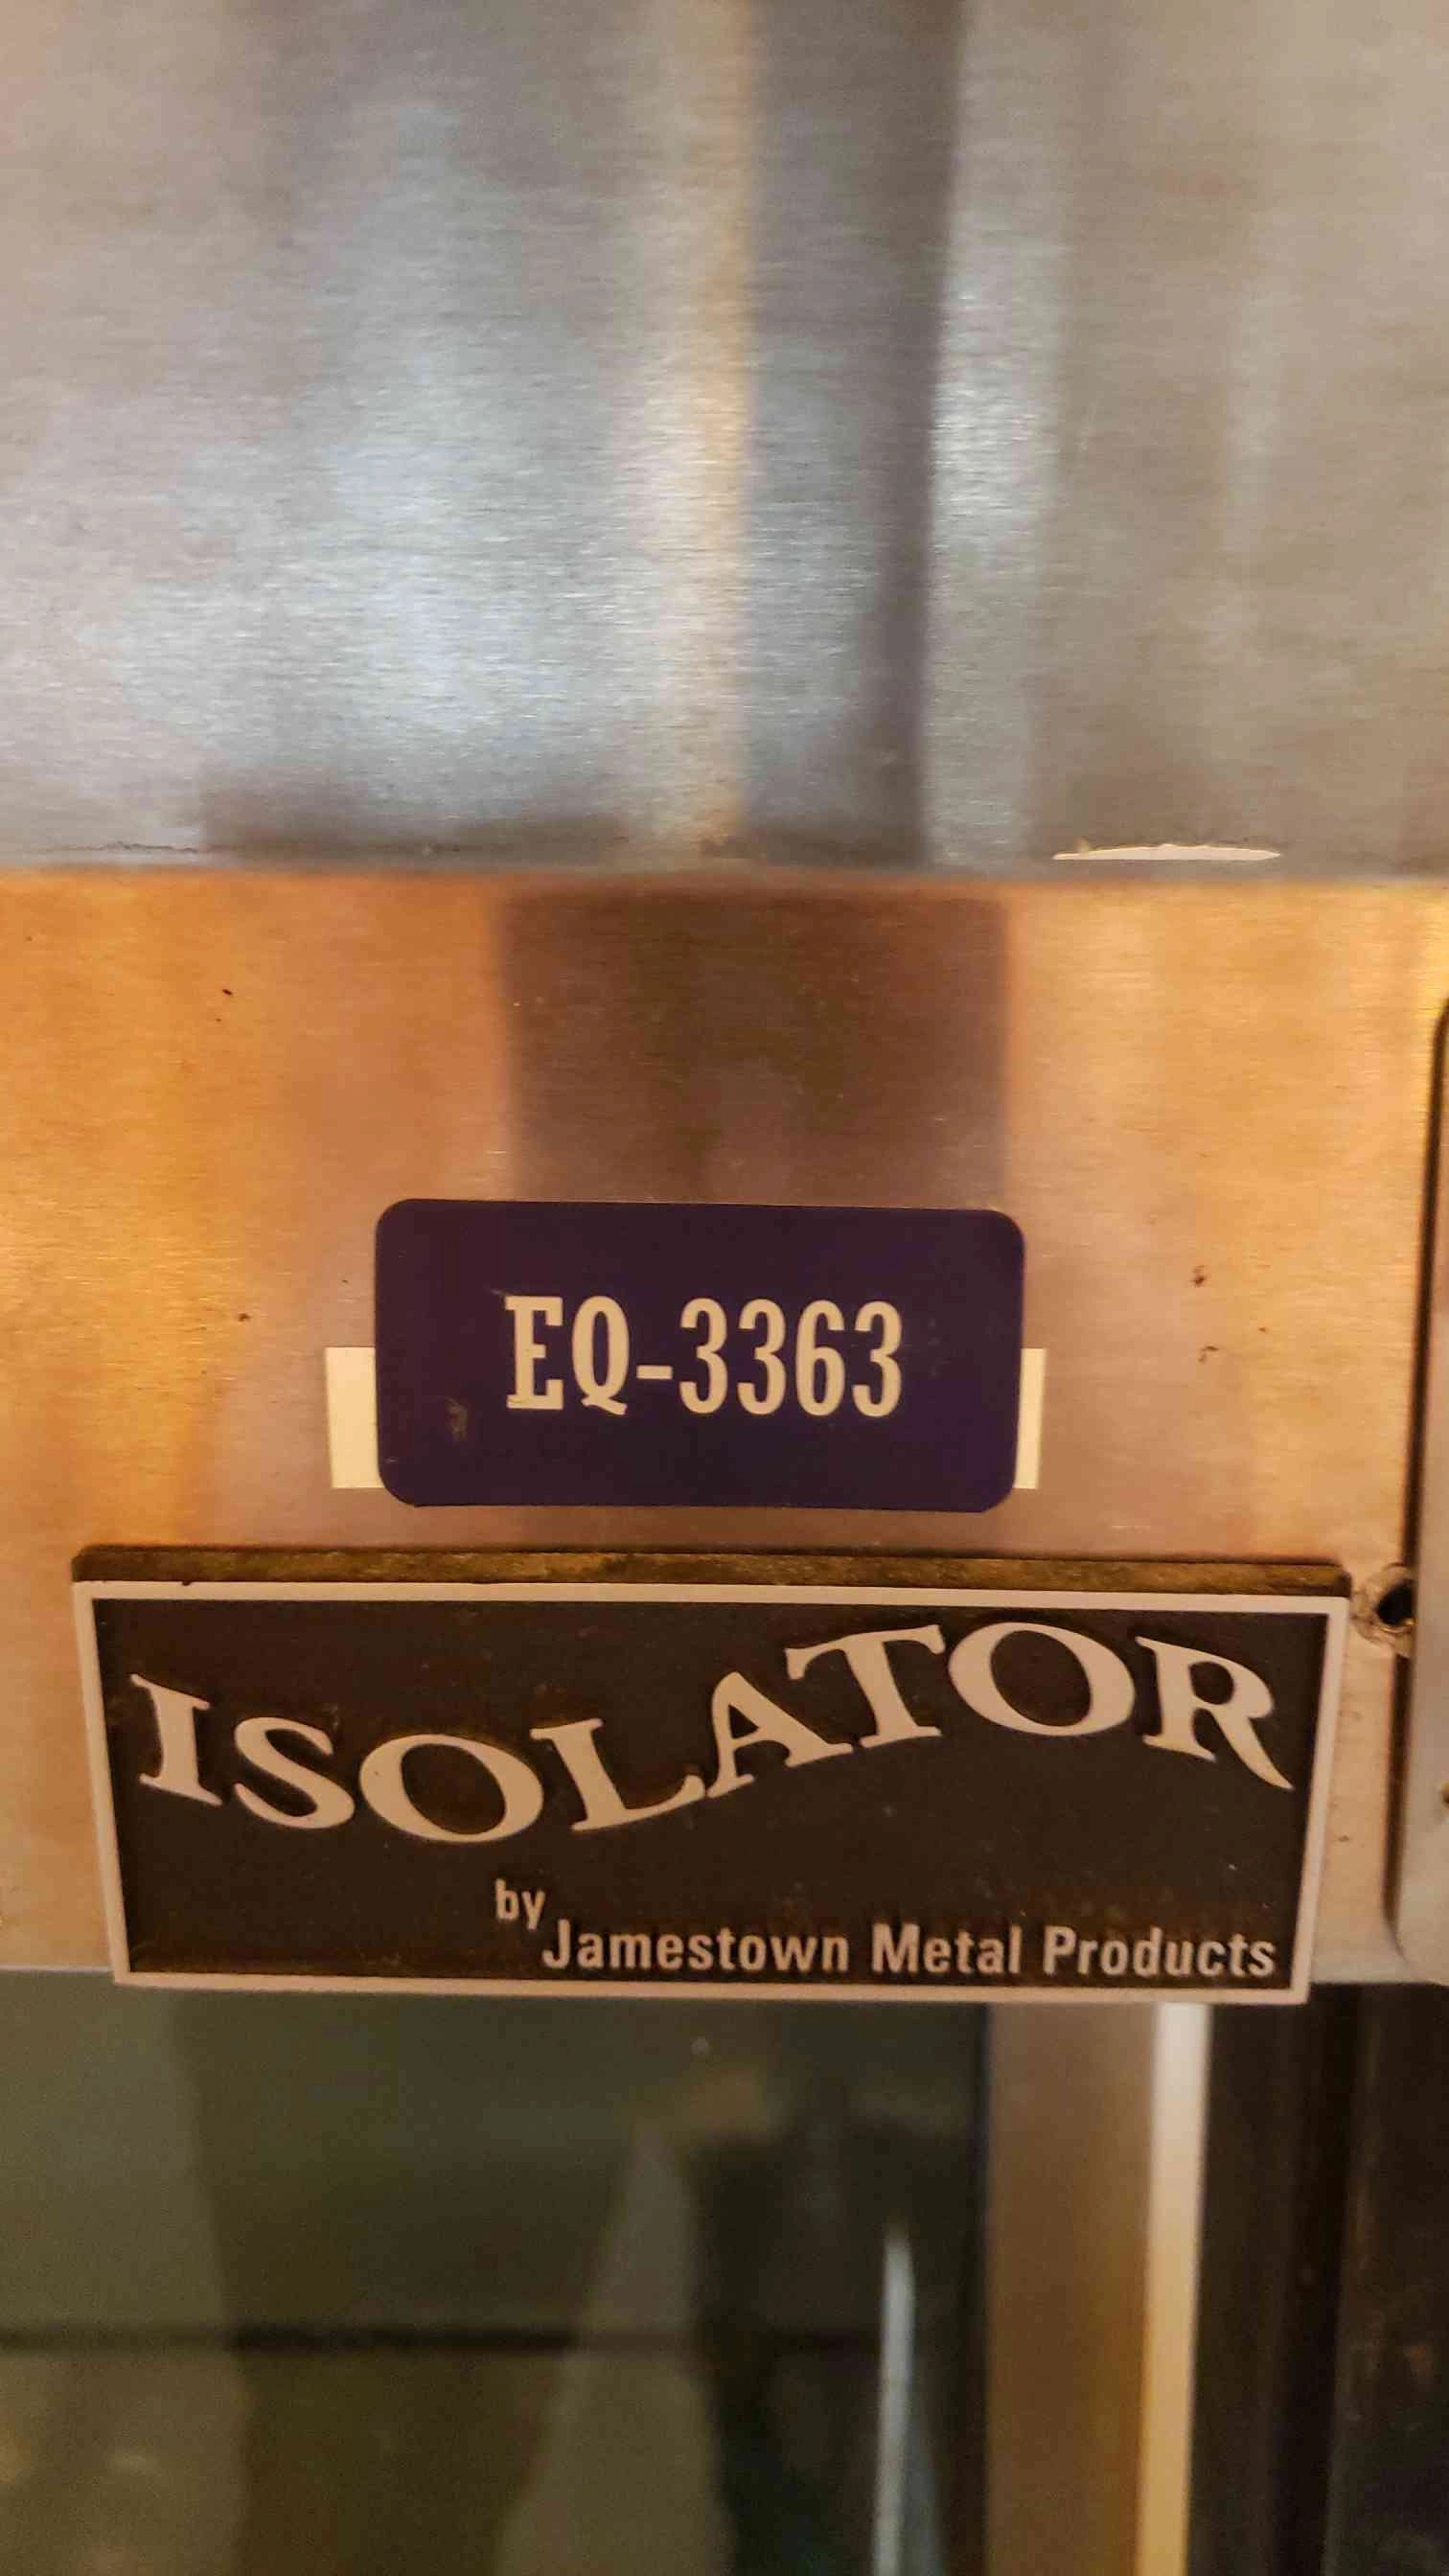 EQ-3363
ISOLATOR
by
Jamestown Metal Products